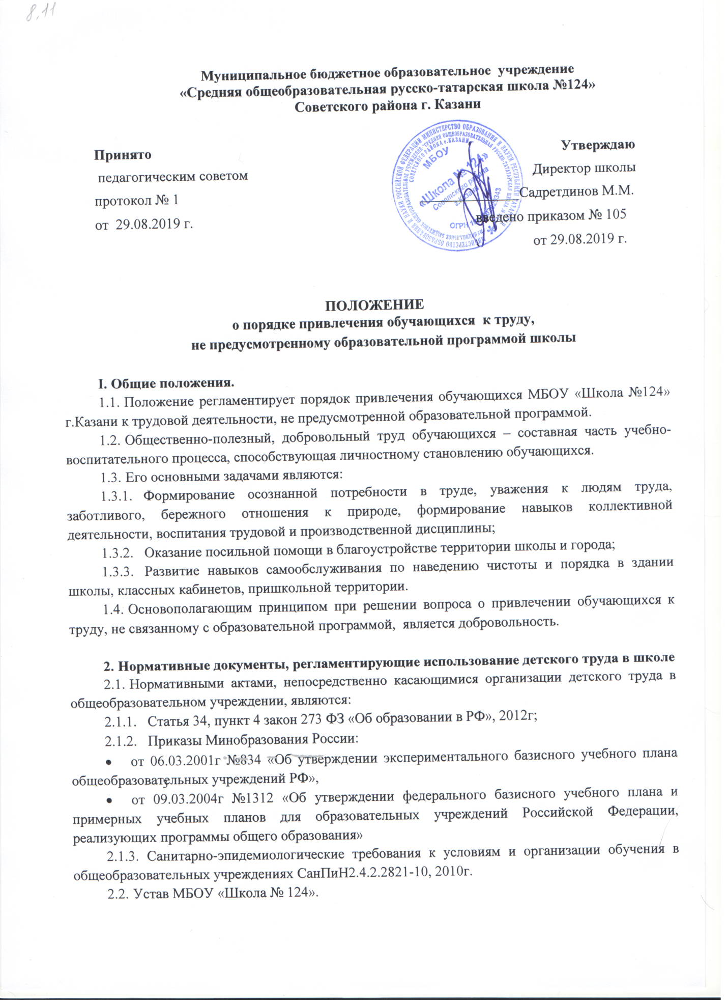 8.11
Муниципальное бюджетное образовательное учреждение
«Средняя общеобразовательная русско-татарская школа №124»
Советского района г. Казани
Принято
педагогическим советом
протокол № 1
от 29.08.2019 г.
Утверждаю
Директор школы
Садретдинов М.М.
введено приказом № 105
от 29.08.2019 г.
МИНИСТЕРСТВО ОБРАЗОВАНИЯ И НАУКИ РЕСПУБЛИКИ
МИНИСТЕРСТВО ОБРАЗОВАНИЯ И НАУКИ РОССИЙСКОЙ ФЕДЕРАЦИИ
СОВЕТСКОГО РАЙОНА г.КАЗАНИ
МБОУ
«Школа № 124»
Советского района
г.Казани
ОГРН
ПОЛОЖЕНИЕ
о порядке привлечения обучающихся к труду,
не предусмотренному образовательной программой школы
I. Общие положения.
1.1. Положение регламентирует порядок привлечения обучающихся МБОУ «Школа №124»
г.Казани к трудовой деятельности, не предусмотренной образовательной программой.
1.2. Общественно-полезный, добровольный труд обучающихся – составная часть учебно-
воспитательного процесса, способствующая личностному становлению обучающихся.
1.3. Его основными задачами являются:
1.3.1. Формирование осознанной потребности в труде, уважения к людям труда,
заботливого, бережного отношения к природе, формирование навыков коллективной
деятельности, воспитания трудовой и производственной дисциплины;
1.3.2. Оказание посильной помощи в благоустройстве территории школы и города;
1.3.3. Развитие навыков самообслуживания по наведению чистоты и порядка в здании
школы, классных кабинетов, пришкольной территории.
1.4. Основополагающим принципом при решении вопроса о привлечении обучающихся к
труду, не связанному с образовательной программой, является добровольность.
2. Нормативные документы, регламентирующие использование детского труда в школе
2.1. Нормативными актами, непосредственно касающимися организации детского труда в
общеобразовательном учреждении, являются:
2.1.1. Статья 34, пункт 4 закон 273 ФЗ «Об образовании в РФ», 2012г;
2.1.2. Приказы Минобразования России:
• от 06.03.2001г №834 «Об утверждении экспериментального базисного учебного плана
общеобразовательных учреждений РФ»,
• от 09.03.2004г №1312 «Об утверждении федерального базисного учебного плана и
примерных учебных планов для образовательных учреждений Российской Федерации,
реализующих программы общего образования»
2.1.3. Санитарно-эпидемиологические требования к условиям и организации обучения в
общеобразовательных учреждениях СанПиН2.4.2.2821-10, 2010г.
2.2. Устав МБОУ «Школа № 124».